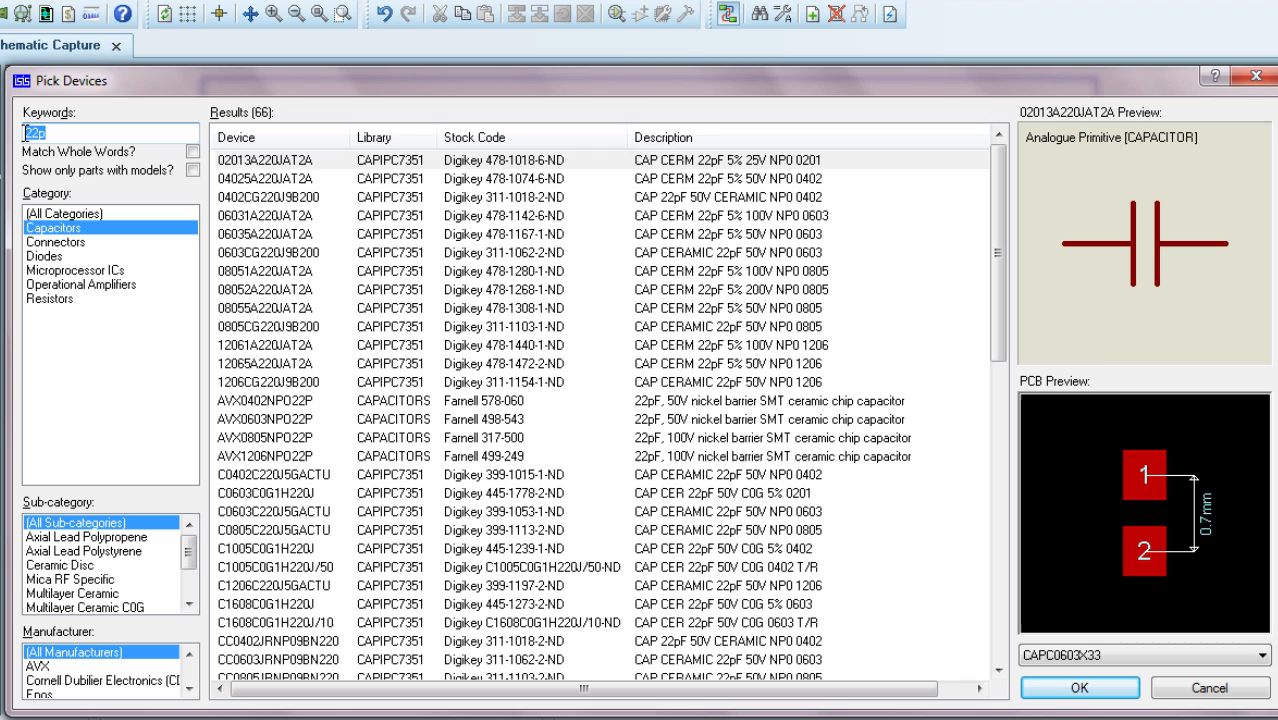 hematic Capture
ISIS Pick Devices
Keywords:
22p
Match Whole Words?
Show only parts with models?
Category:
(All Categories)
Capacitors
Connectors
Diodes
Microprocessor ICs
Operational Amplifiers
Resistors
Sub-category:
(All Sub-categories)
Axial Lead Polypropene
Axial Lead Polystyrene
Ceramic Disc
Mica RF Specific
Multilayer Ceramic
Multilayer Ceramic C0G
Manufacturer:
(All Manufacturers)
AVX
Cornell Dubilier Electronics (CD
Epos
Results (66):
Device Library Stock Code Description
02013A220JAT2A CAPIPC7351 Digikey 478-1018-6-ND CAP CERM 22pF 5% 25V NP0 0201
04025A220JAT2A CAPIPC7351 Digikey 478-1074-6-ND CAP CERM 22pF 5% 50V NP0 0402
0402CG220J9B200 CAPIPC7351 Digikey 311-1018-2-ND CAP 22pF 50V CERAMIC NP0 0402
06031A220JAT2A CAPIPC7351 Digikey 478-1142-6-ND CAP CERM 22pF 5% 100V NP0 0603
06035A220JAT2A CAPIPC7351 Digikey 478-1167-1-ND CAP CERM 22pF 5% 50V NP0 0603
0603CG220J9B200 CAPIPC7351 Digikey 311-1062-2-ND CAP CERAMIC 22pF 50V NP0 0603
08051A220JAT2A CAPIPC7351 Digikey 478-1280-1-ND CAP CERM 22pF 5% 100V NP0 0805
08052A220JAT2A CAPIPC7351 Digikey 478-1268-1-ND CAP CERM 22pF 5% 200V NP0 0805
08055A220JAT2A CAPIPC7351 Digikey 478-1308-1-ND CAP CERM 22pF 5% 50V NP0 0805
0805CG220J9B200 CAPIPC7351 Digikey 311-1103-1-ND CAP CERAMIC 22pF 50V NP0 0805
12061A220JAT2A CAPIPC7351 Digikey 478-1440-1-ND CAP CERM 22pF 5% 100V NP0 1206
12065A220JAT2A CAPIPC7351 Digikey 478-1472-2-ND CAP CERM 22pF 5% 50V NP0 1206
1206CG220J9B200 CAPIPC7351 Digikey 311-1154-1-ND CAP CERAMIC 22pF 50V NP0 1206
AVX0402NPO22P CAPACITORS Farnell 578-060 22pF, 50V nickel barrier SMT ceramic chip capacitor
AVX0603NPO22P CAPACITORS Farnell 498-543 22pF, 50V nickel barrier SMT ceramic chip capacitor
AVX0805NPO22P CAPACITORS Farnell 317-500 22pF, 100V nickel barrier SMT ceramic chip capacitor
AVX1206NPO22P CAPACITORS Farnell 499-249 22pF, 100V nickel barrier SMT ceramic chip capacitor
C0402C220J5GACTU CAPIPC7351 Digikey 399-1015-1-ND CAP CERAMIC 22pF 50V NP0 0402
C0603C0G1H220J CAPIPC7351 Digikey 445-1778-2-ND CAP CER 22pF 50V C0G 5% 0201
C0603C220J5GACTU CAPIPC7351 Digikey 399-1053-1-ND CAP CERAMIC 22pF 50V NP0 0603
C0805C220J5GACTU CAPIPC7351 Digikey 399-1113-2-ND CAP CERAMIC 22pF 50V NP0 0805
C1005C0G1H220J CAPIPC7351 Digikey 445-1239-1-ND CAP CER 22pF 50V C0G 5% 0402
C1005C0G1H220J/50 CAPIPC7351 Digikey C1005C0G1H220J/50-ND CAP CER 22pF 50V C0G 0402 T/R
C1206C220J5GACTU CAPIPC7351 Digikey 399-1197-2-ND CAP CERAMIC 22pF 50V NP0 1206
C1608C0G1H220J CAPIPC7351 Digikey 445-1273-2-ND CAP CER 22pF 50V C0G 5% 0603
C1608C0G1H220J/10 CAPIPC7351 Digikey C1608C0G1H220J/10-ND CAP CER 22pF 50V C0G 0603 T/R
CC0402JRNP09BN220 CAPIPC7351 Digikey 311-1018-2-ND CAP 22pF 50V CERAMIC NP0 0402
CC0603JRNP09BN220 CAPIPC7351 Digikey 311-1062-2-ND CAP CERAMIC 22pF 50V NP0 0603
CC0805JRNP09BN220 CAPIPC7351 Digikey 311-1103-1-ND CAP CERAMIC 22pF 50V NP0 0805
02013A220JAT2A Preview:
Analogue Primitive [CAPACITOR]
PCB Preview:
1
2
0.7mm
CAPC0603X33
OK Cancel